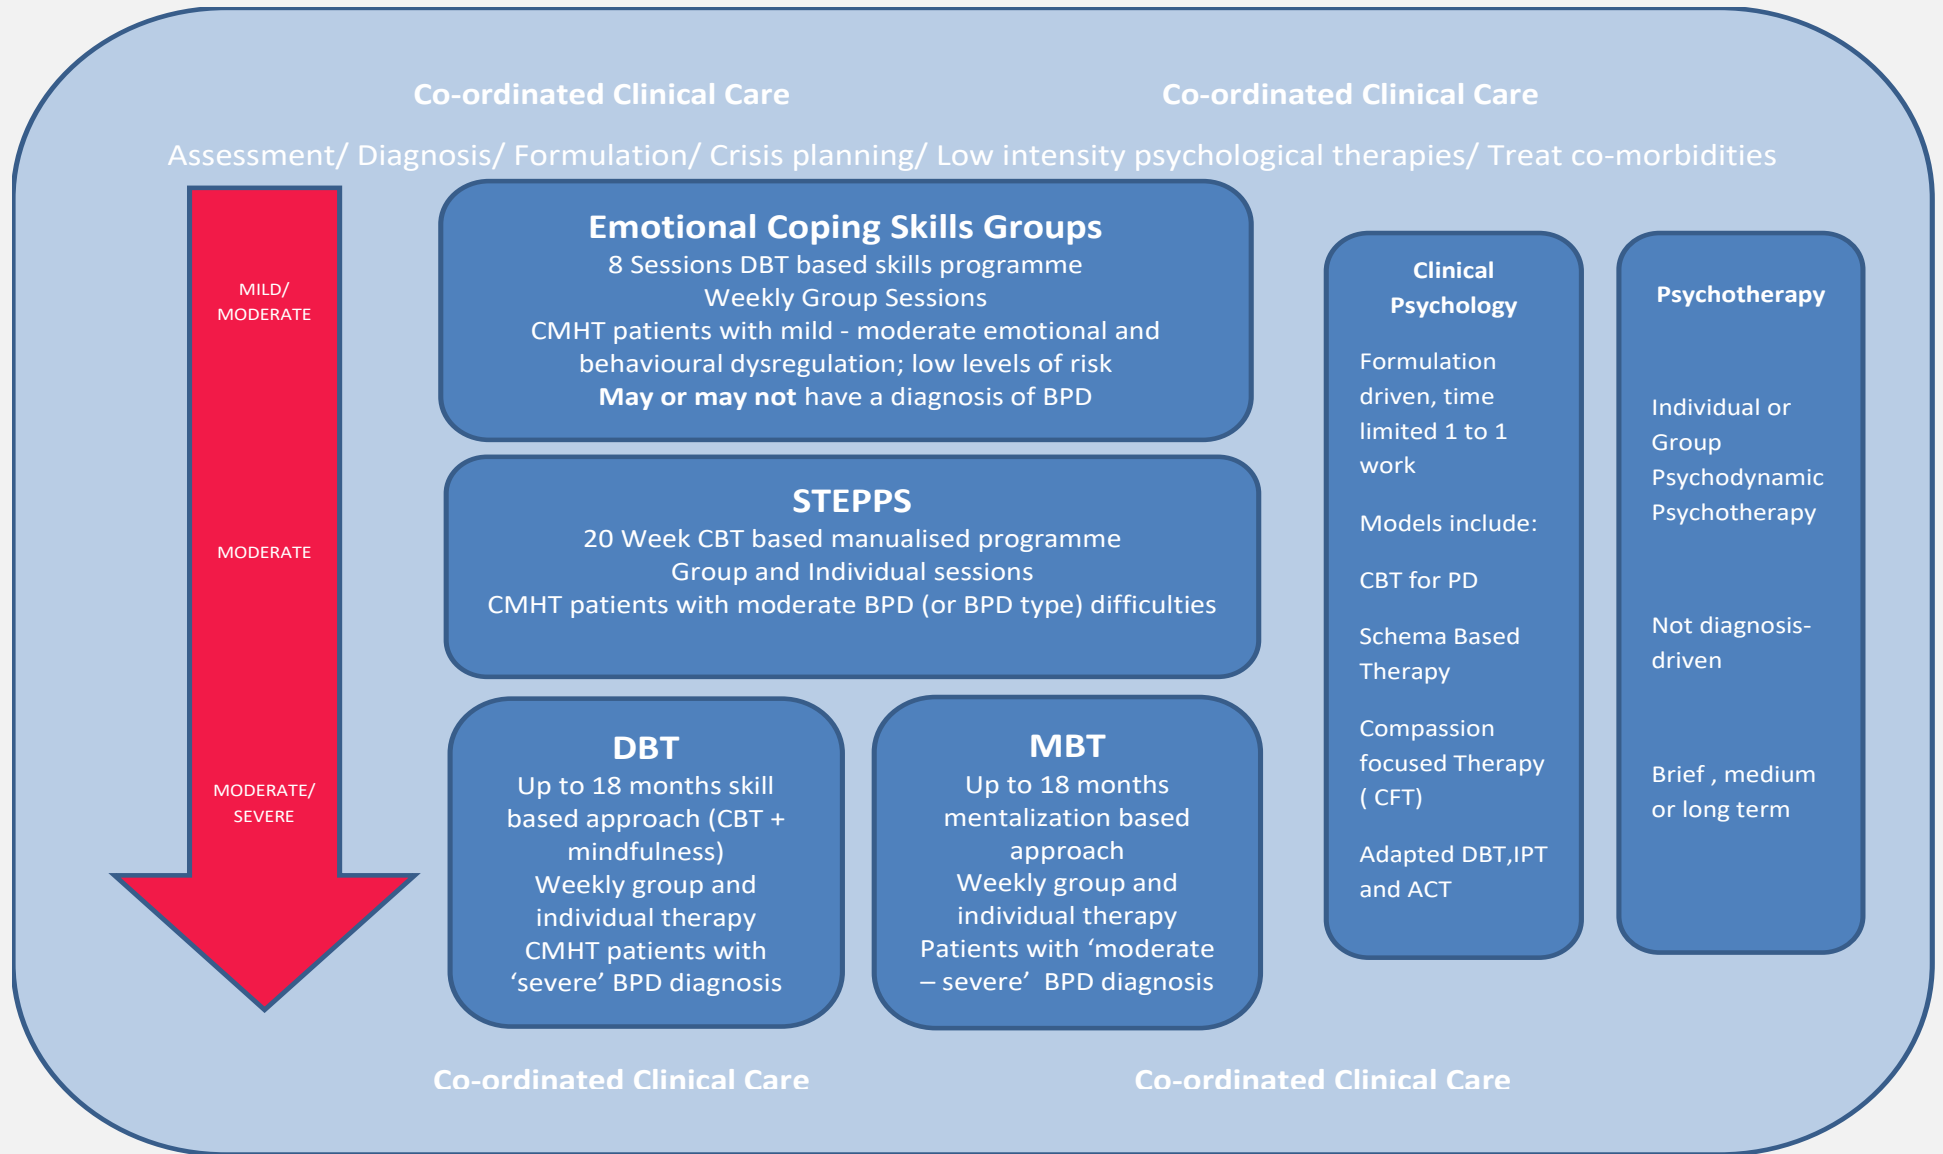 Co-ordinated Clinical Care
Co-ordinated Clinical Care
Assessment/ Diagnosis/ Formulation/ Crisis planning/ Low intensity psychological therapies/ Treat co-morbidities
MILD/
MODERATE
MODERATE
MODERATE/
SEVERE
Emotional Coping Skills Groups
8 Sessions DBT based skills programme
Weekly Group Sessions
CMHT patients with mild - moderate emotional and
behavioural dysregulation; low levels of risk
May or may not have a diagnosis of BPD
STEPPS
20 Week CBT based manualised programme
Group and Individual sessions
CMHT patients with moderate BPD (or BPD type) difficulties
DBT
Up to 18 months skill
based approach (CBT +
mindfulness)
Weekly group and
individual therapy
CMHT patients with
‘severe’ BPD diagnosis
MBT
Up to 18 months
mentalization based
approach
Weekly group and
individual therapy
Patients with ‘moderate
– severe’  BPD diagnosis
Clinical
Psychology
Formulation
driven, time
limited 1 to 1
work
Models include:
CBT for PD
Schema Based
Therapy
Compassion
focused Therapy
( CFT)
Adapted DBT,IPT
and ACT
Psychotherapy
Individual or
Group
Psychodynamic
Psychotherapy
Not diagnosis-
driven
Brief , medium
or long term
Co-ordinated Clinical Care
Co-ordinated Clinical Care